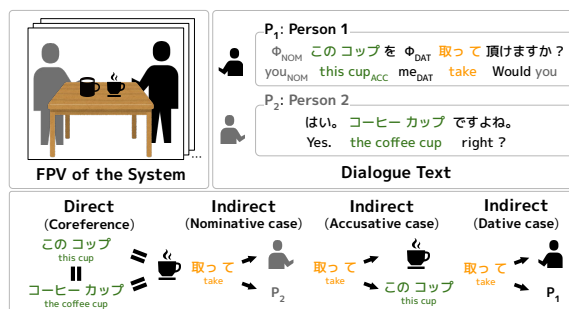 ...
FPV of the System
P1: Person 1
ΦNOM この コップ を ΦDAT 取っ て 頂けますか ?
youNOM this cupACC meDAT take Would you
P2: Person 2
はい。 コーヒー カップ ですよね。
Yes. the coffee cup right ?
Dialogue Text
Direct
(Coreference)
この コップ
this cup
=
=
=
コーヒー カップ
the coffee cup
Indirect
(Nominative case)
取っ て
take
P2
Indirect
(Accusative case)
取っ て
take
この コップ
this cup
Indirect
(Dative case)
取っ て
take
P1